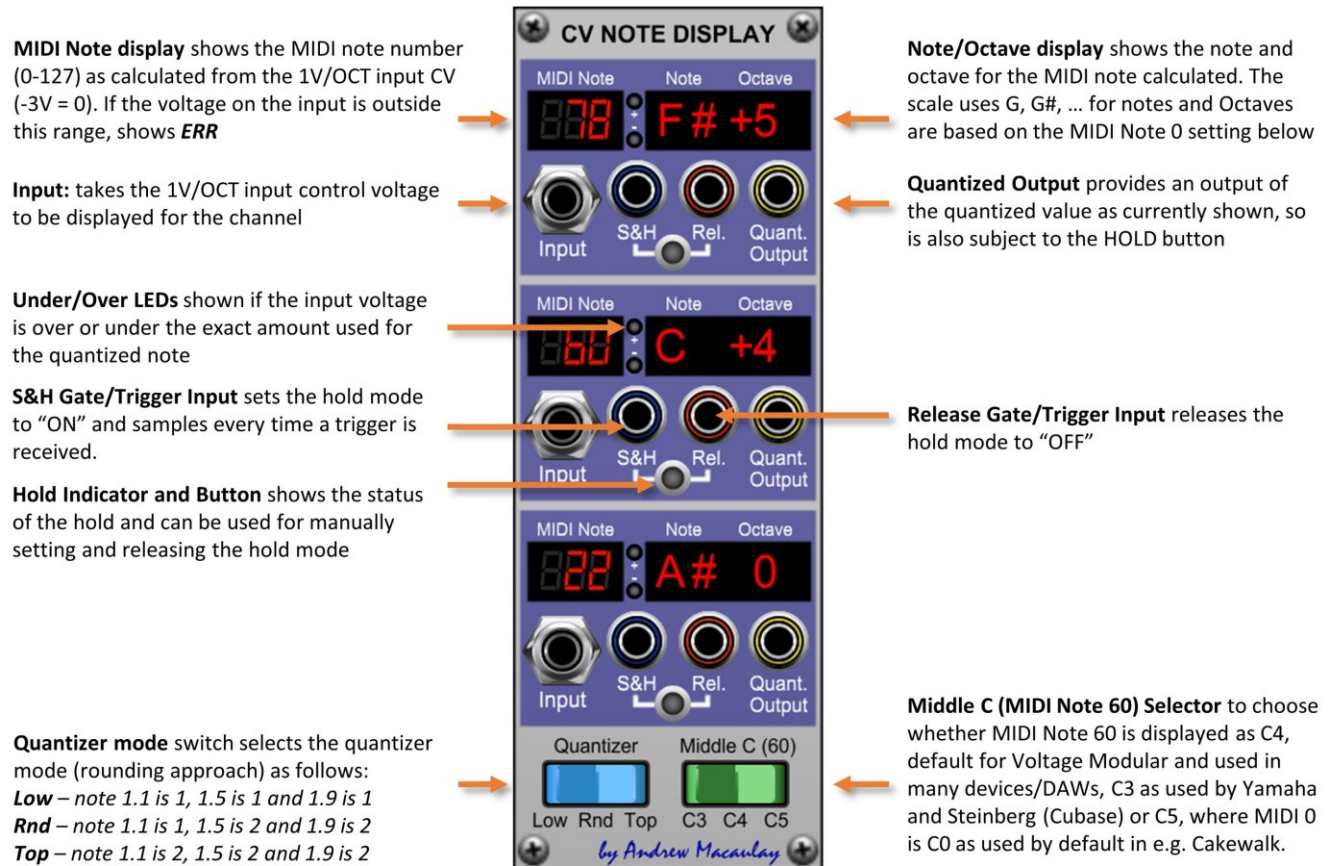 MIDI Note display shows the MIDI note number
(0-127) as calculated from the 1V/OCT input CV
(-3V = 0). If the voltage on the input is outside
this range, shows ERR
Input: takes the 1V/OCT input control voltage
to be displayed for the channel
Under/Over LEDs shown if the input voltage
is over or under the exact amount used for
the quantized note
S&H Gate/Trigger Input sets the hold mode
to “ON” and samples every time a trigger is
received.
Hold Indicator and Button shows the status
of the hold and can be used for manually
setting and releasing the hold mode
Quantizer mode switch selects the quantizer
mode (rounding approach) as follows:
Low – note 1.1 is 1, 1.5 is 1 and 1.9 is 1
Rnd – note 1.1 is 1, 1.5 is 2 and 1.9 is 2
Top – note 1.1 is 2, 1.5 is 2 and 1.9 is 2
CV NOTE DISPLAY
MIDI Note Note Octave
78 + - F# +5
Input S&H Rel. Quant.
Output
MIDI Note Note Octave
60 + - C +4
Input S&H Rel. Quant.
Output
MIDI Note Note Octave
22 + - A# 0
Input S&H Rel. Quant.
Output
Quantizer Middle C (60)
Low Rnd Top C3 C4 C5
by Andrew Macaulay
Note/Octave display shows the note and
octave for the MIDI note calculated. The
scale uses G, G#, ... for notes and Octaves
are based on the MIDI Note 0 setting below
Quantized Output provides an output of
the quantized value as currently shown, so
is also subject to the HOLD button
Release Gate/Trigger Input releases the
hold mode to “OFF”
Middle C (MIDI Note 60) Selector to choose
whether MIDI Note 60 is displayed as C4,
default for Voltage Modular and used in
many devices/DAWs, C3 as used by Yamaha
and Steinberg (Cubase) or C5, where MIDI 0
is C0 as used by default in e.g. Cakewalk.